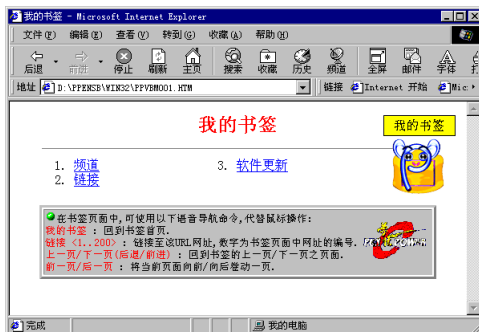 我的书签 - Microsoft Internet Explorer
文件(F) 编辑(E) 查看(V) 转到(G) 收藏(A) 帮助(H)
后退 前进 停止 刷新 主页 搜索 收藏 历史 频道 全屏 邮件 字体
地址 D:\PPENSB\WIN32\PPVBM001.HTM 链接 Internet 开始
我的书签
我的书签
1. 频道 3. 软件更新
2. 链接
在书签页面中,可使用以下语音导航命令,代替鼠标操作:
我的书签 : 回到书签首页.
链接 <1..200> : 链接至该URL网址,数字为书签页面中网址的编号.
上一页/下一页(后退/前进) : 回到书签的上一页/下一页之页面.
前一页/后一页 : 将当前页面向前/向后卷动一页.
完成 我的电脑